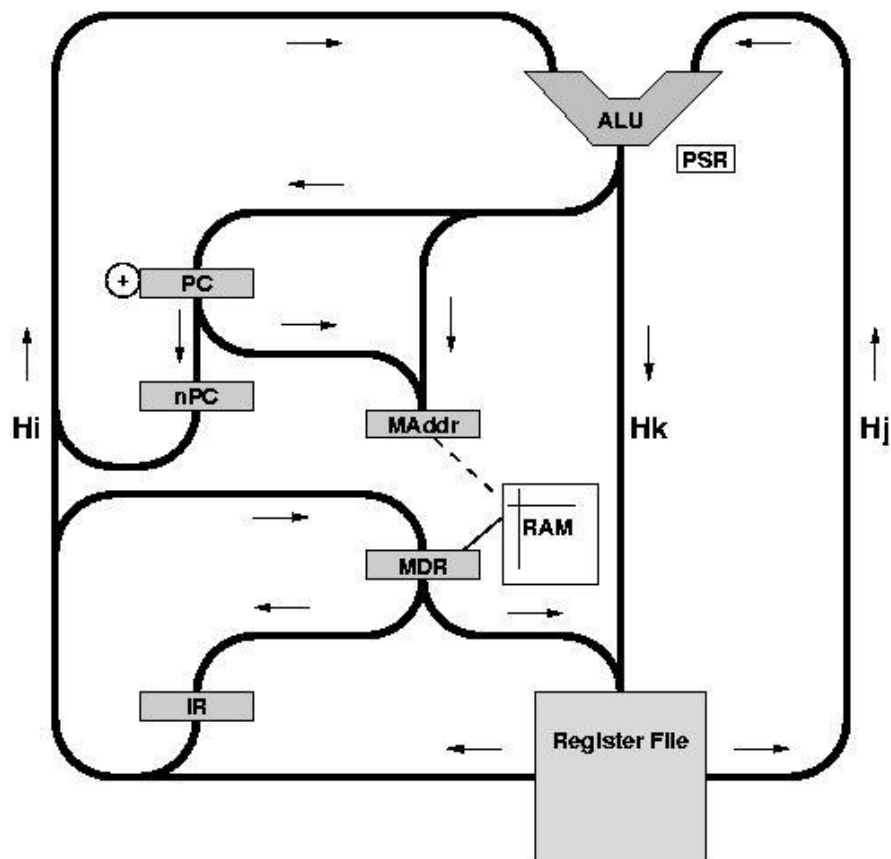 ALU
PSR
+
PC
nPC
Hi
MAddr
Hk
Hj
RAM
MDR
IR
Register File